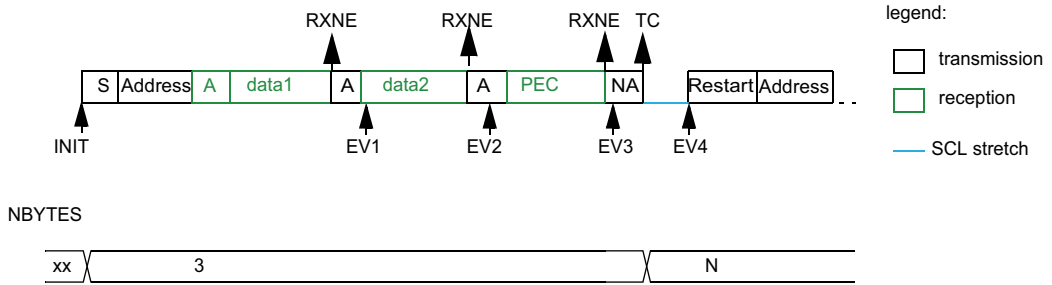 RXNE RXNE RXNE TC
legend:
S Address A data1 A data2 A PEC NA Restart Address
transmission
reception
INIT EV1 EV2 EV3 EV4
SCL stretch
NBYTES
xx 3 N